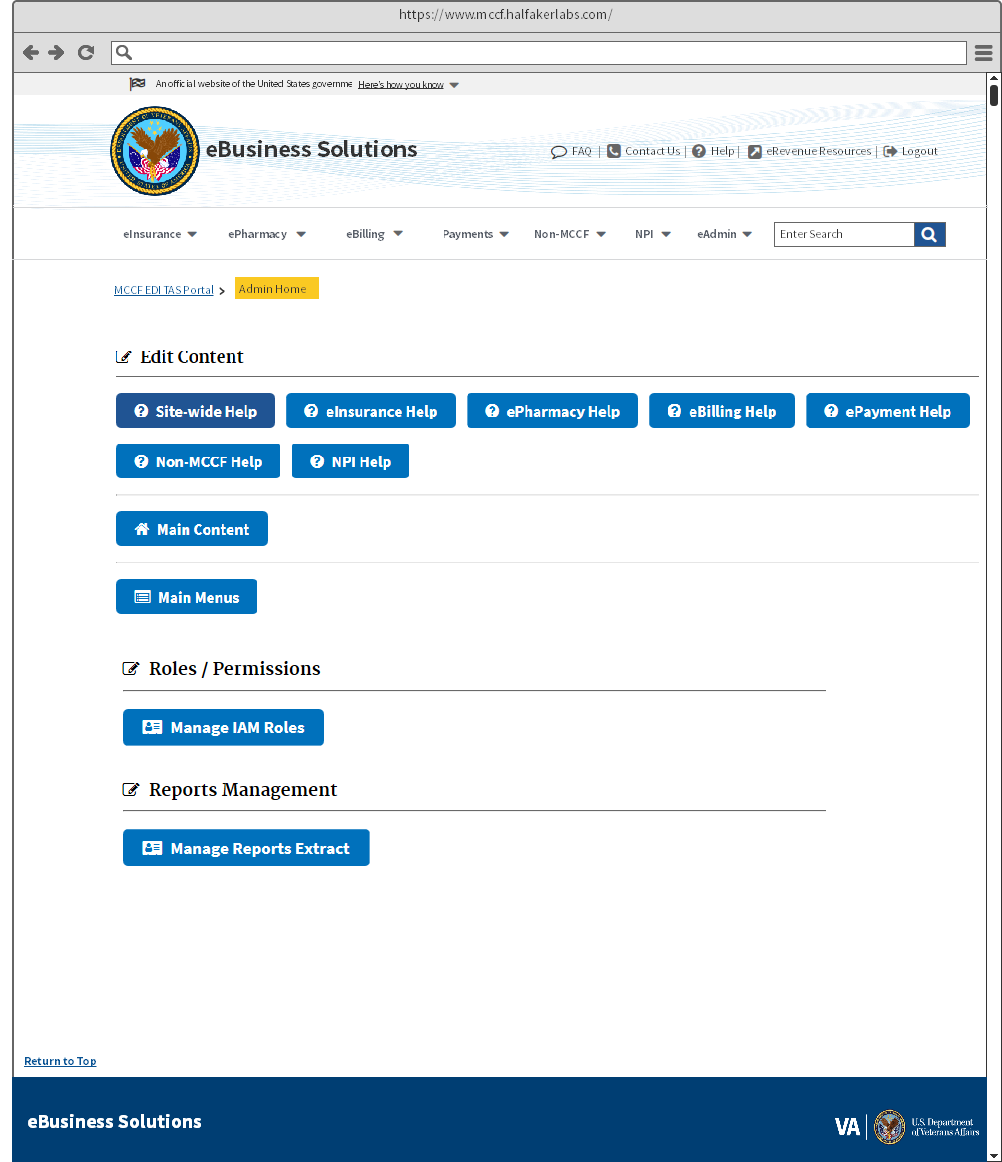 https://www.mccf.halfakerlabs.com/
An official website of the United States governme Here's how you know
eBusiness Solutions
FAQ | Contact Us | Help | eRevenue Resources | Logout
eInsurance ePharmacy eBilling Payments Non-MCCF NPI eAdmin Enter Search
MCCF EDI TAS Portal > Admin Home
Edit Content
Site-wide Help eInsurance Help ePharmacy Help eBilling Help ePayment Help
Non-MCCF Help NPI Help
Main Content
Main Menus
Roles / Permissions
Manage IAM Roles
Reports Management
Manage Reports Extract
Return to Top
eBusiness Solutions
VA | U.S. Department
of Veterans Affairs